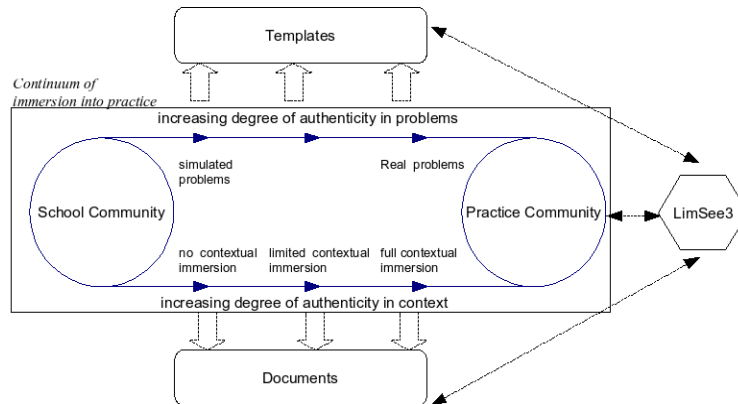 Templates
Continuum of
immersion into practice
increasing degree of authenticity in problems
simulated
problems
Real problems
School Community
Practice Community
LimSee3
no contextual
immersion
limited contextual
immersion
full contextual
immersion
increasing degree of authenticity in context
Documents